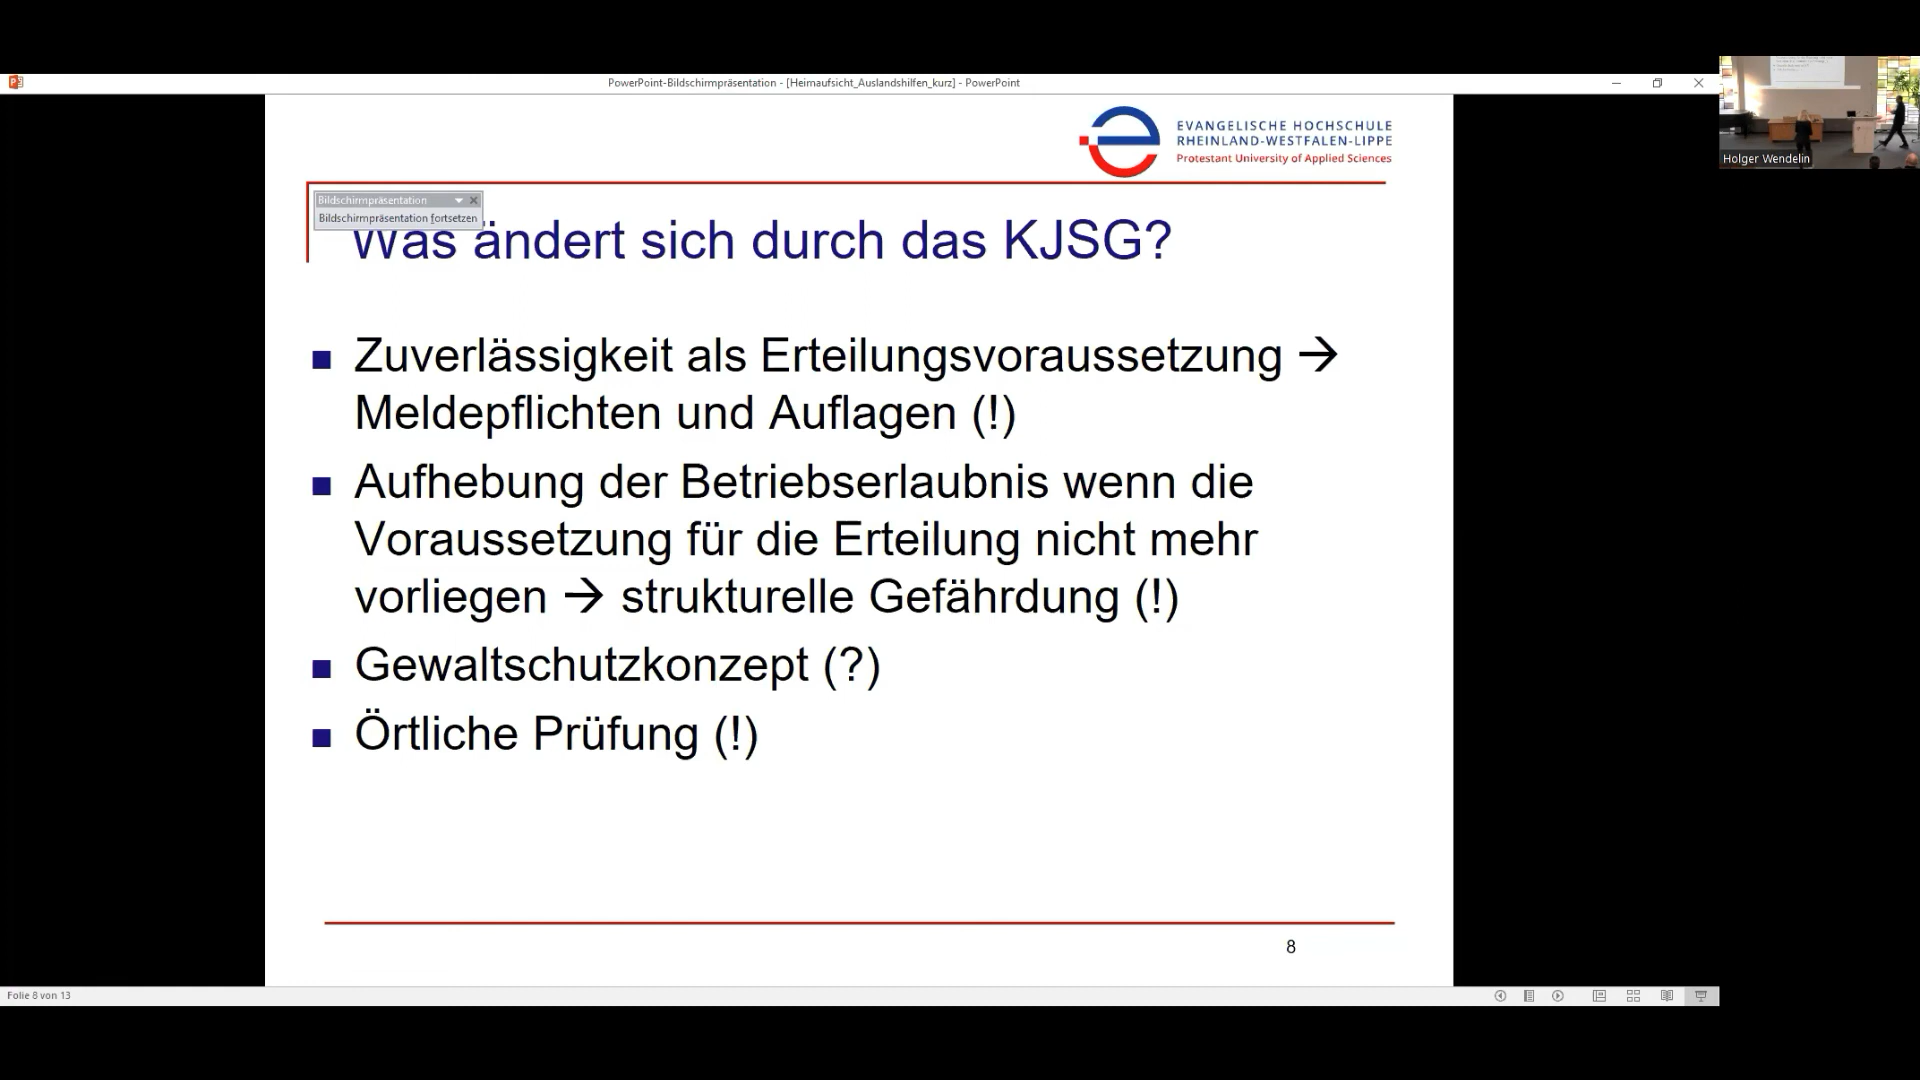 PowerPoint-Bildschirmpräsentation - [Heimaufsicht_Auslandshilfen_kurz] - PowerPoint
EVANGELISCHE HOCHSCHULE
RHEINLAND-WESTFALEN-LIPPE
Protestant University of Applied Sciences
Holger Wendelin
Bildschirmpräsentation
Bildschirmpräsentation fortsetzen
Was ändert sich durch das KJSG?
Zuverlässigkeit als Erteilungsvoraussetzung →
Meldepflichten und Auflagen (!)
Aufhebung der Betriebserlaubnis wenn die
Voraussetzung für die Erteilung nicht mehr
vorliegen → strukturelle Gefährdung (!)
Gewaltschutzkonzept (?)
Örtliche Prüfung (!)
8
Folie 8 von 13